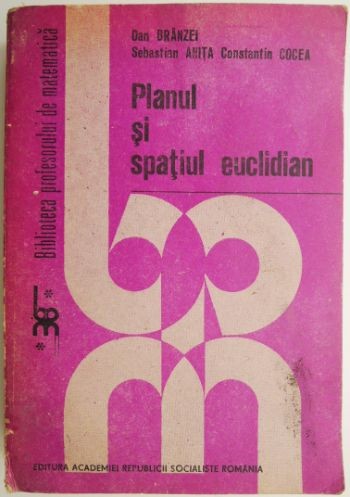 Dan BRÂNZEI
Sebastian ANIȚA Constantin COCEA
Planul
și
spațiul euclidian
Biblioteca profesorului de matematică
EDITURA ACADEMIEI REPUBLICII SOCIALISTE ROMÂNIA